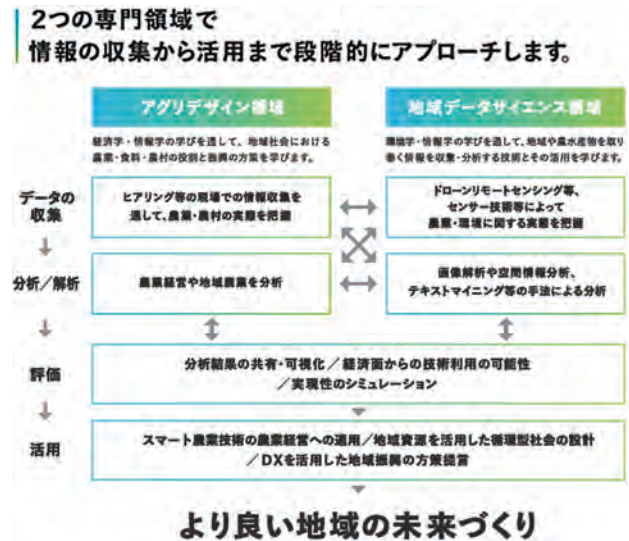 2つの専門領域で
情報の収集から活用まで段階的にアプローチします。
アグリデザイン領域
地域データサイエンス領域
経済学・情報学の学びを通して、地域社会における
農業・食料・農村の役割と振興の方策を学びます。
環境学・情報学の学びを通して、地域や農水産物を取り
巻く情報を収集・分析する技術とその活用を学びます。
データの
収集
ヒアリング等の現場での情報収集を
通して、農業・農村の実態を把握
ドローンリモートセンシング等、
センサー技術等によって
農業・環境に関する実態を把握
分析/解析
農業経営や地域農業を分析
画像解析や空間情報分析、
テキストマイニング等の手法による分析
評価
分析結果の共有・可視化/経済面からの技術利用の可能性
/実現性のシミュレーション
活用
スマート農業技術の農業経営への適用/地域資源を活用した循環型社会の設計
/DXを活用した地域振興の方策提言
より良い地域の未来づくり